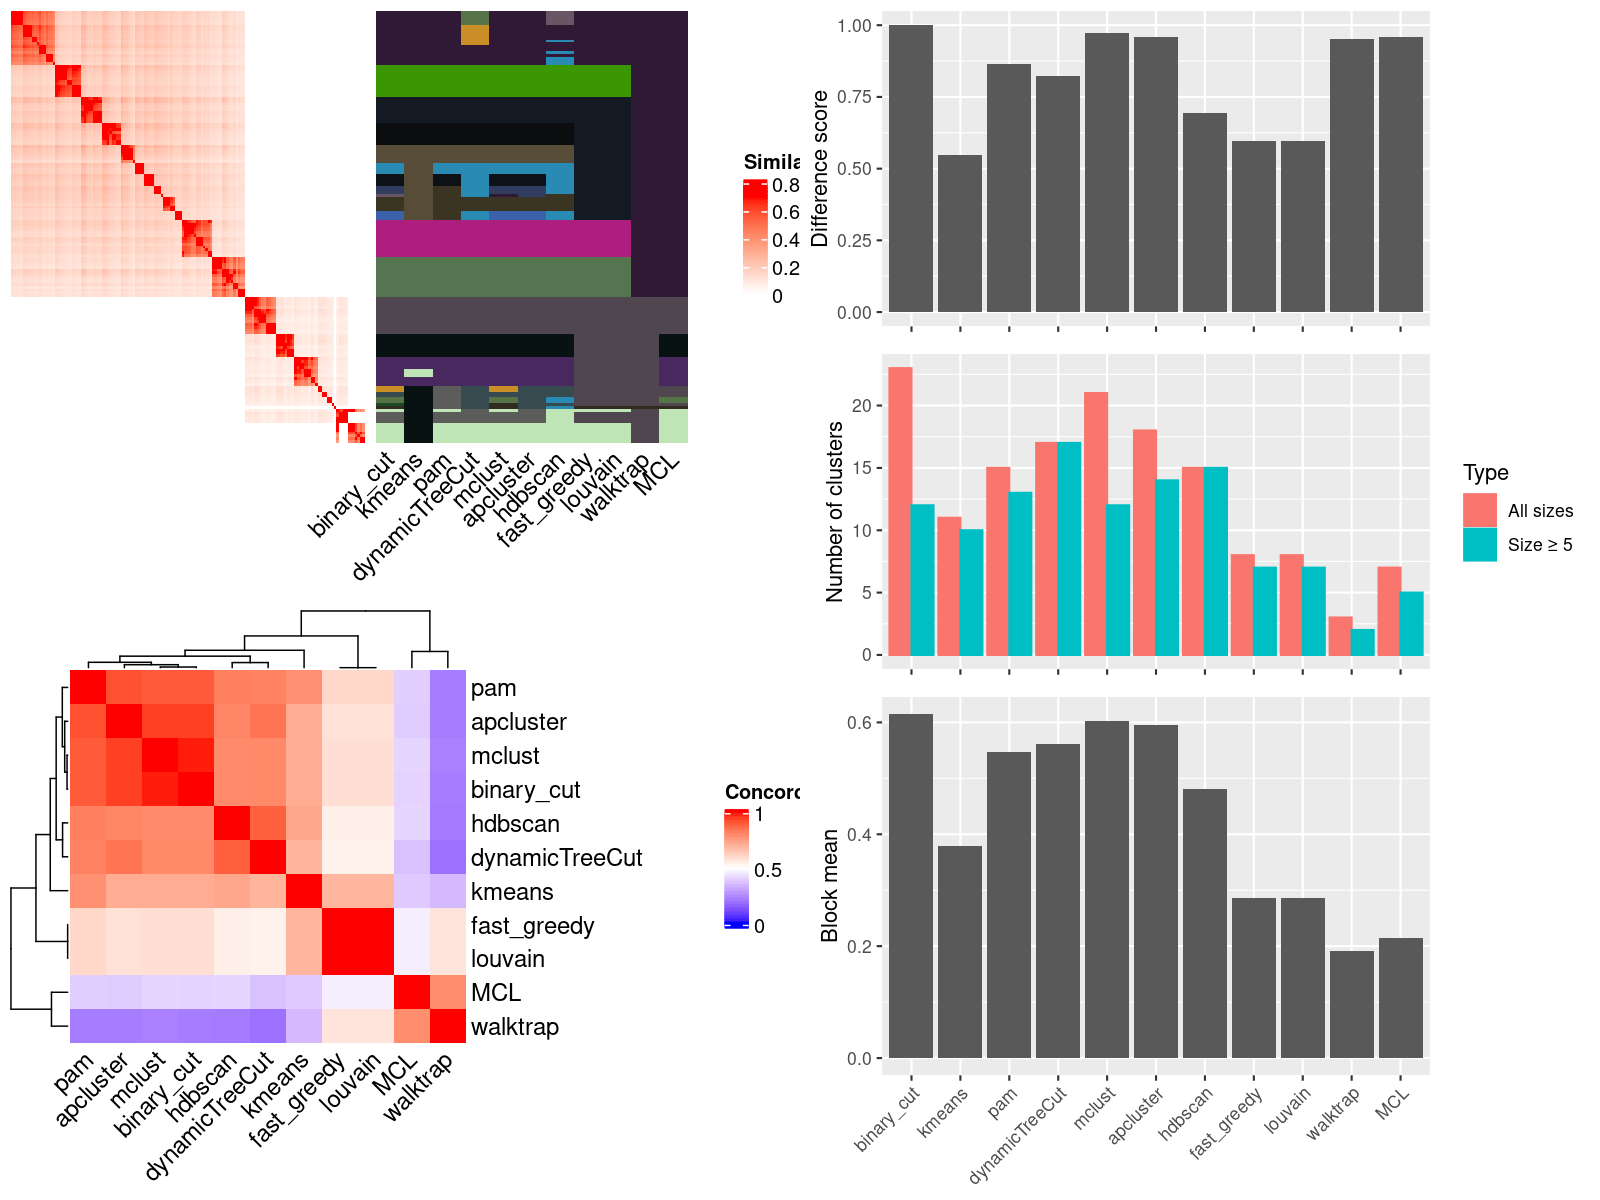 Simila
0.8
0.6
0.4
0.2
0
binary_cut
kmeans
pam
dynamicTreeCut
mclust
apcluster
hdbscan
fast_greedy
louvain
walktrap
MCL
pam
apcluster
mclust
binary_cut
hdbscan
dynamicTreeCut
kmeans
fast_greedy
louvain
MCL
walktrap
Concord
1
0.5
0
pam
apcluster
mclust
binary_cut
hdbscan
dynamicTreeCut
kmeans
fast_greedy
louvain
MCL
walktrap
Difference score
1.00
0.75
0.50
0.25
0.00
Number of clusters
20
15
10
5
0
Type
All sizes
Size ≥ 5
Block mean
0.6
0.4
0.2
0.0
binary_cut
kmeans
pam
dynamicTreeCut
mclust
apcluster
hdbscan
fast_greedy
louvain
walktrap
MCL